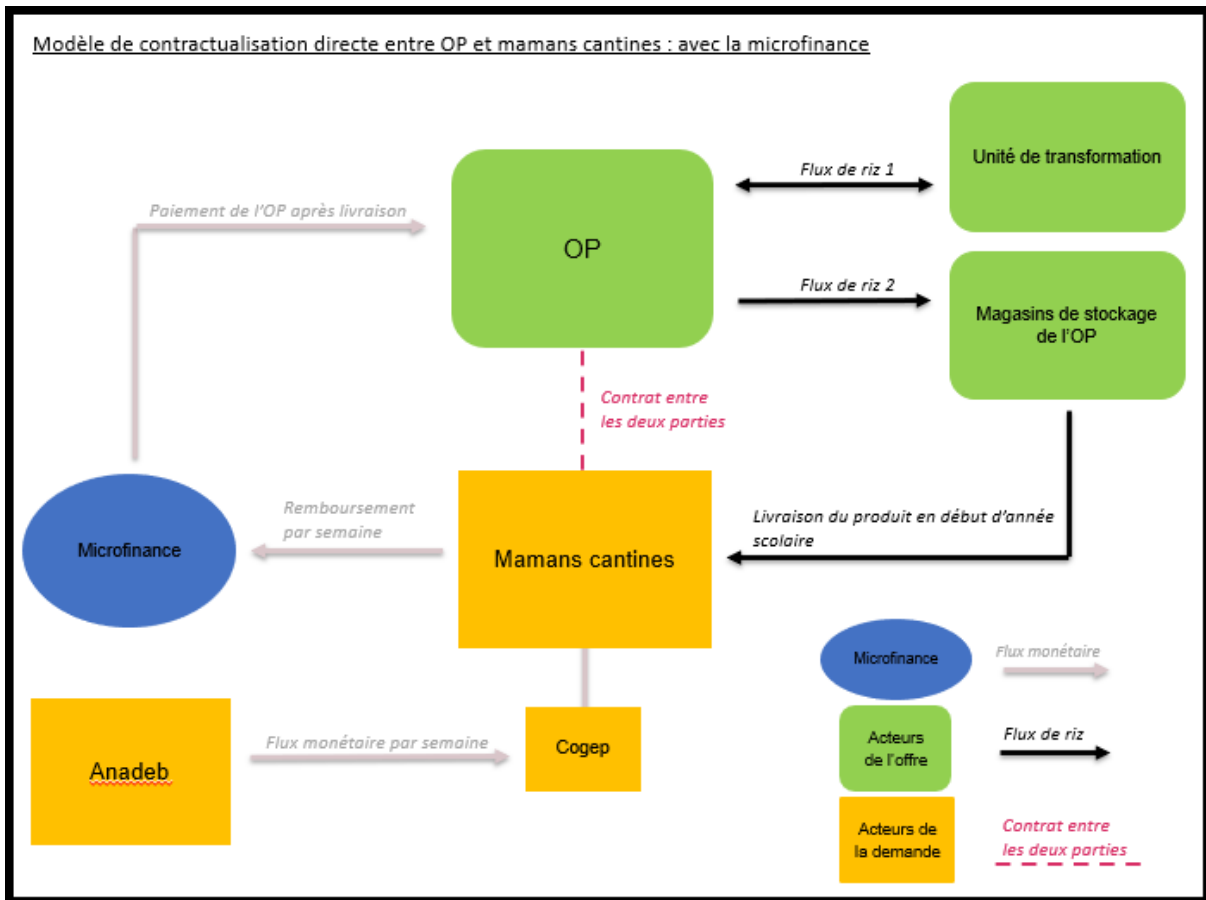 Modèle de contractualisation directe entre OP et mamans cantines : avec la microfinance
Unité de transformation
Flux de riz 1
Paiement de l'OP après livraison
OP
Flux de riz 2
Magasins de stockage
de l'OP
Contrat entre
les deux parties
Remboursement
par semaine
Livraison du produit en début d'année
scolaire
Microfinance
Mamans cantines
Microfinance
Flux monétaire
Flux monétaire par semaine
Cogep
Anadeb
Acteurs
de l'offre
Flux de riz
Acteurs de
la demande
Contrat entre
les deux parties